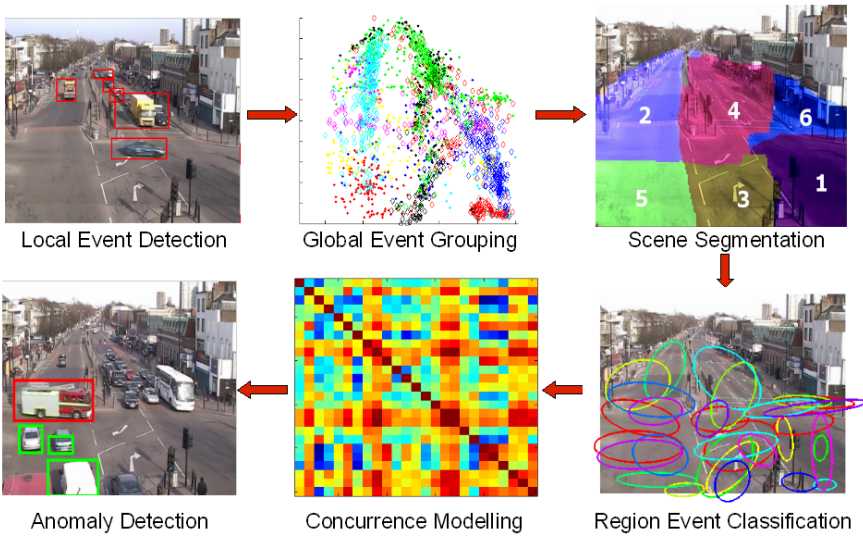 Local Event Detection
Global Event Grouping
Scene Segmentation
2
4
6
1
5
3
Anomaly Detection
Concurrence Modelling
Region Event Classification